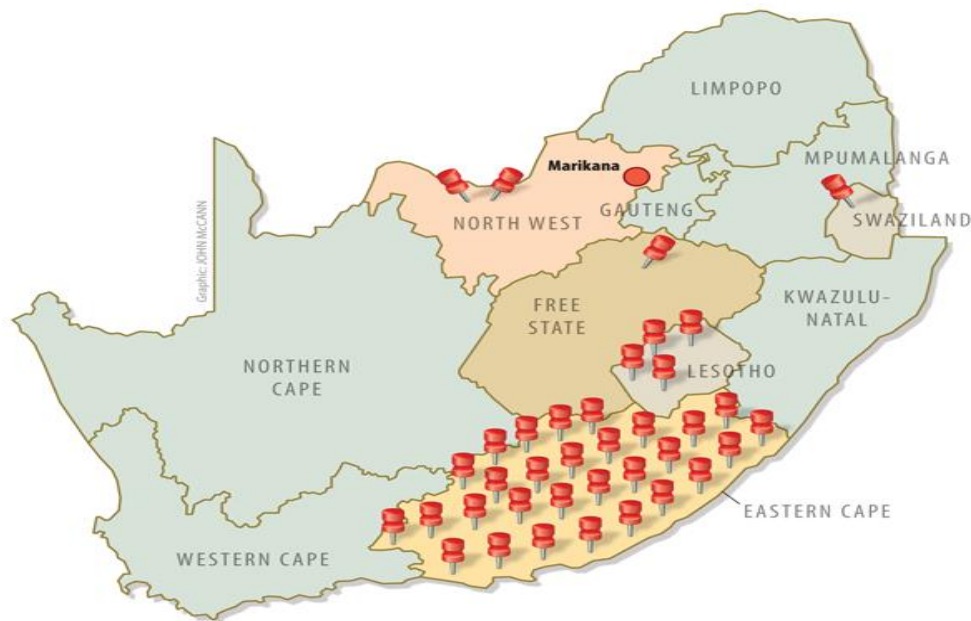 LIMPOPO
MPUMALANGA
Marikana
SWAZILAND
GAUTENG
NORTH WEST
Graphic: JOHN McCANN
KWAZULU-
NATAL
FREE
STATE
NORTHERN
CAPE
LESOTHO
EASTERN CAPE
WESTERN CAPE